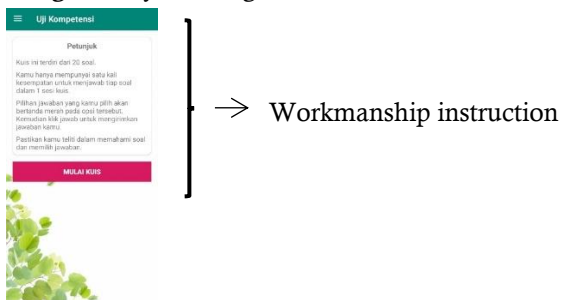 Uji Kompetensi
Petunjuk
Kuis ini terdiri dari 20 soal.
Kamu hanya mempunyai satu kali
kesempatan untuk menjawab tiap soal
dalam 1 sesi kuis.
Pilihan jawaban yang kamu pilih akan
bertanda merah pada opsi tersebut.
Kemudian klik jawab untuk mengirimkan
jawaban kamu.
Pastikan kamu teliti dalam memahami soal
dan memilih jawaban.
MULAI KUIS
Workmanship instruction